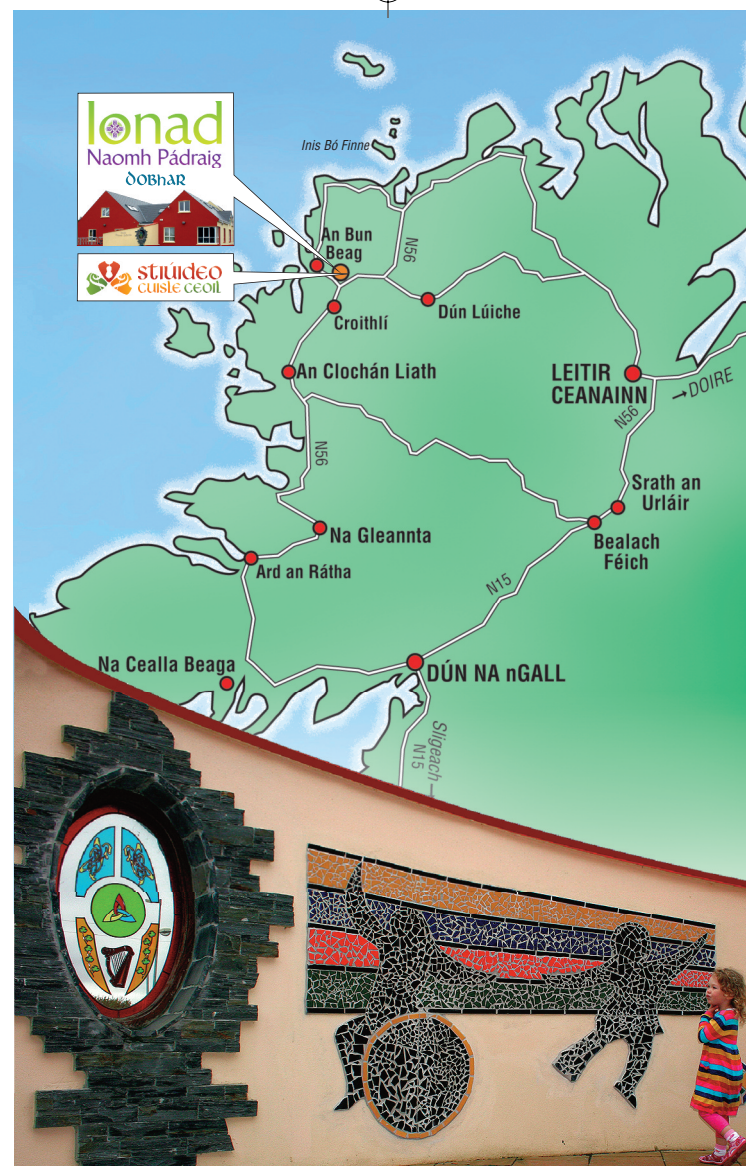 Ionad
Naomh Pádraig
DOBHAR
STIÚIDEO
CUISLE CEOIL
Inis Bó Finne
An Bun
Beag
N56
Croithlí
Dún Lúiche
An Clochán Liath
LEITIR
CEANAINN
→DOIRE
N56
N56
Srath an
Urláir
Na Gleannta
Bealach
Féich
Ard an Rátha
N15
Na Cealla Beaga
DÚN NA nGALL
Sligeach
N15